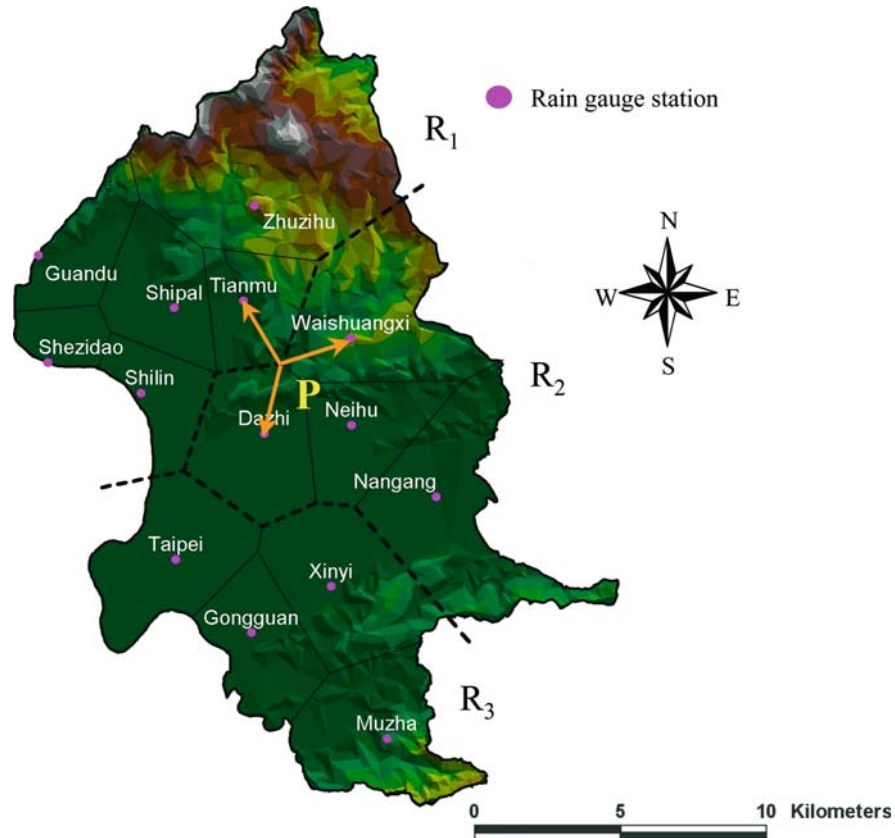 Rain gauge station
R1
Zhuzihu
N
Guandu
Tianmu
Shipal
W
E
Waishuangxi
S
Shezidao
Shilin
P
R2
Dazhi
Neihu
Nangang
Taipei
Xinyi
Gongguan
R3
Muzha
0 5 10 Kilometers